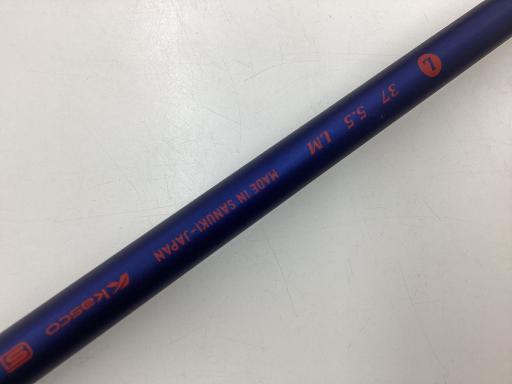 L
37 5.5 LM
MADE IN SANUKI-JAPAN
Kasco
S